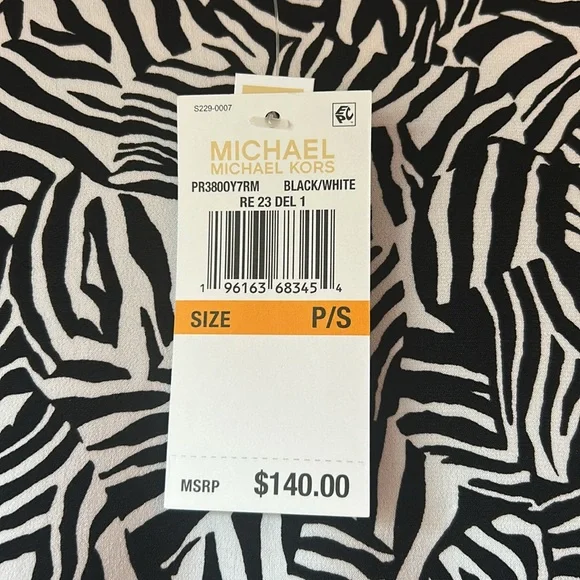 S229-0007
MICHAEL
MICHAEL KORS
PR3800Y7RM BLACK/WHITE
RE 23 DEL 1
1 96163 68345 4
SIZE P/S
MSRP $140.00